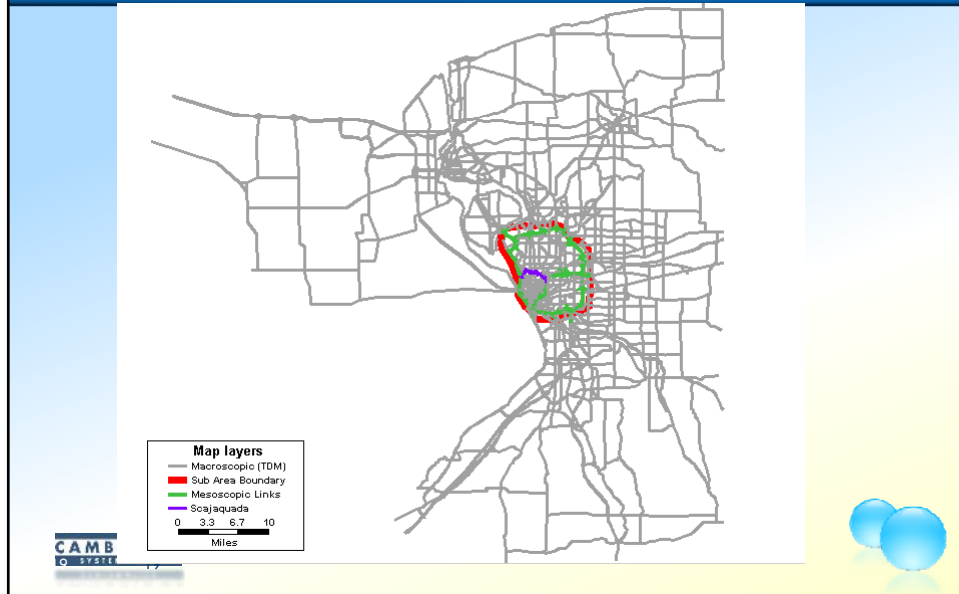 Map layers
Macroscopic (TDM)
Sub Area Boundary
Mesoscopic Links
Scajaquada
0 3.3 6.7 10
Miles
CAMB
SYSTE